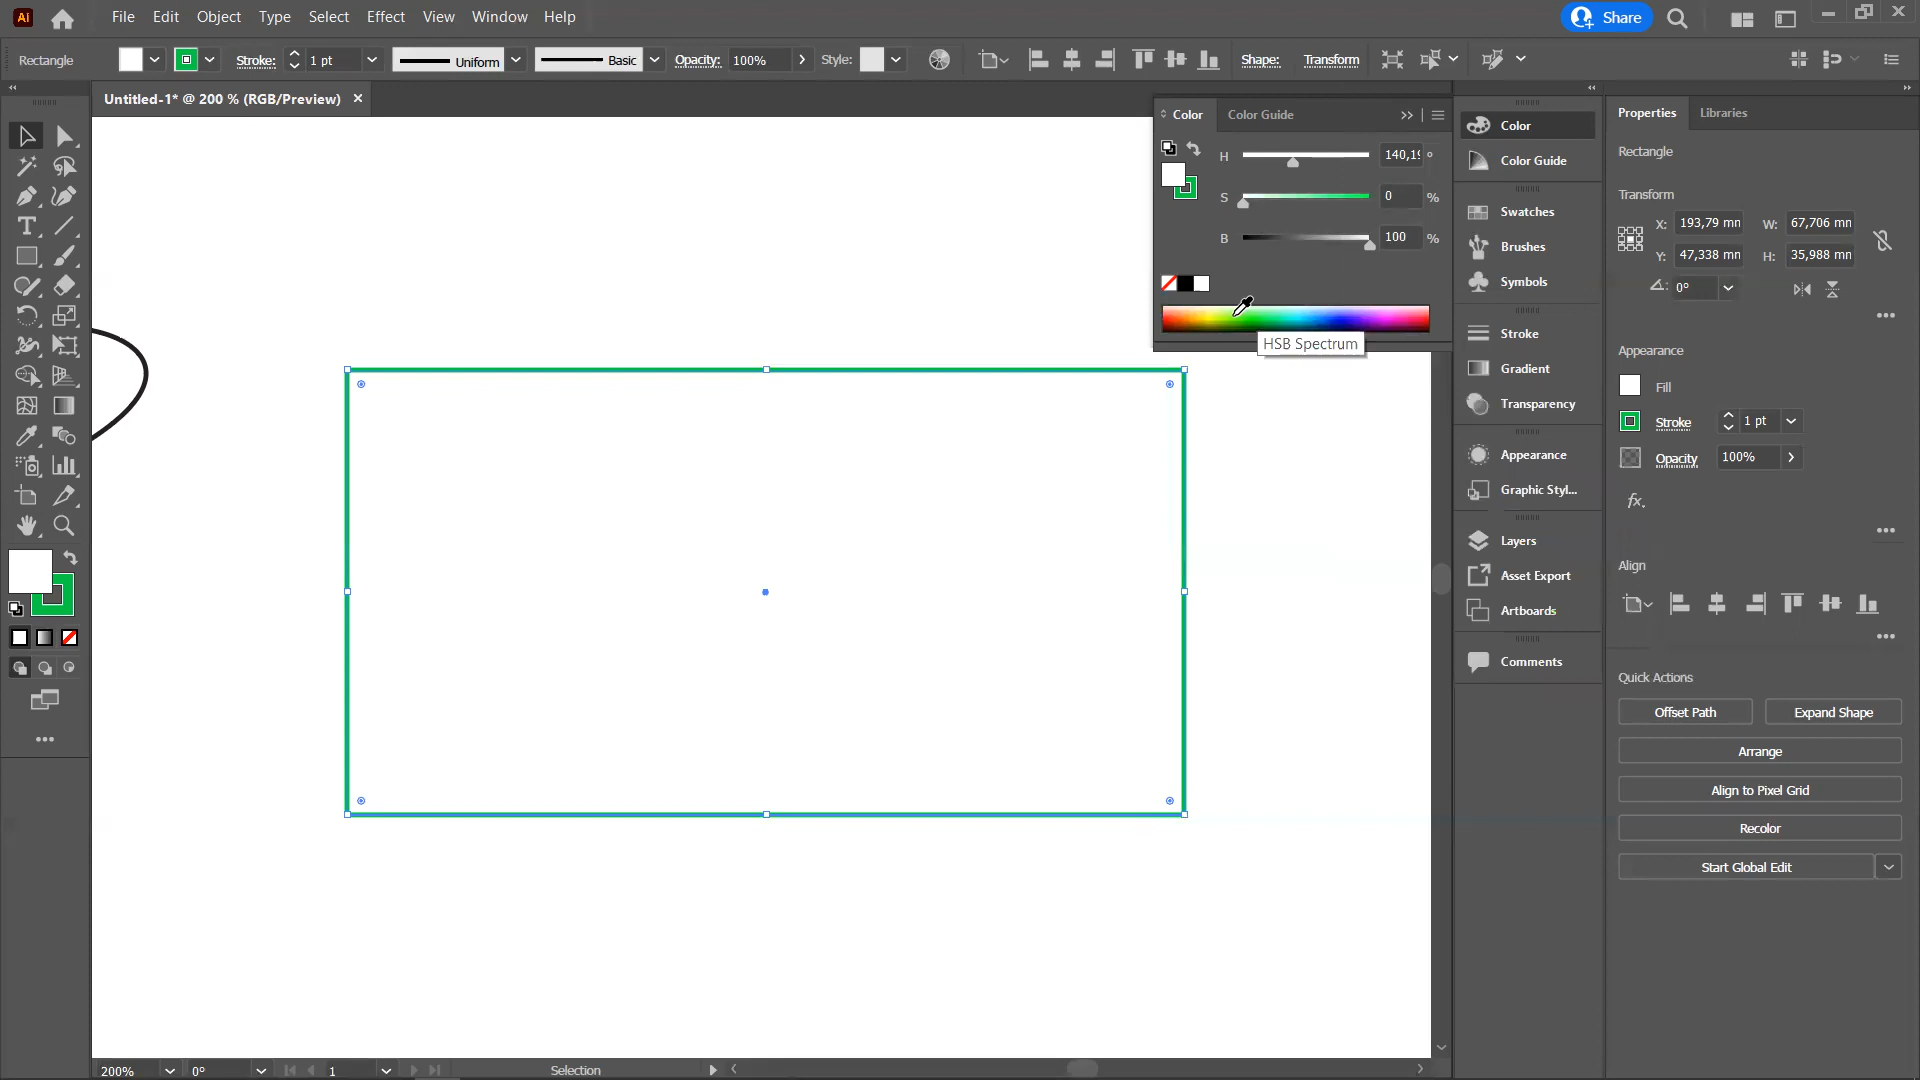 Ai File Edit Object Type Select Effect View Window Help Share
Rectangle Stroke: 1 pt Uniform Basic Opacity: 100% Style: Shape: Transform
Untitled-1* @ 200 % (RGB/Preview)
Color Color Guide
H 140,19 °
S 0 %
B 100 %
HSB Spectrum
Color
Color Guide
Swatches
Brushes
Symbols
Stroke
Gradient
Transparency
Appearance
Graphic Styl...
Layers
Asset Export
Artboards
Comments
Properties Libraries
Rectangle
Transform
X: 193,79 mm W: 67,706 mm
Y: 47,338 mm H: 35,988 mm
0°
Appearance
Fill
Stroke 1 pt
Opacity 100%
fx
Align
Quick Actions
Offset Path Expand Shape
Arrange
Align to Pixel Grid
Recolor
Start Global Edit
200% 0° 1 Selection